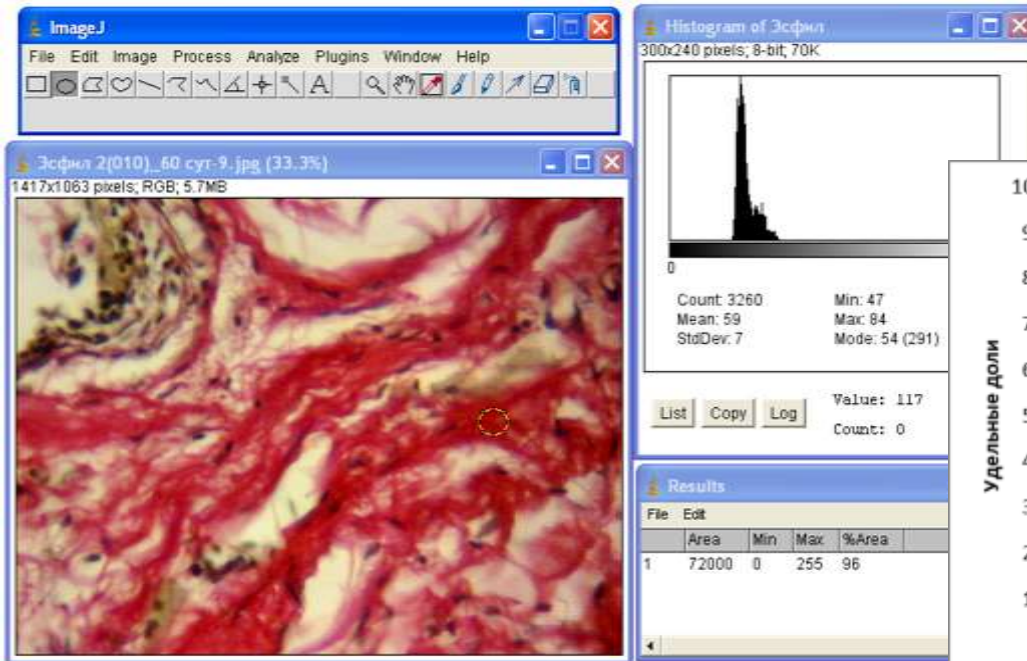 ImageJ
File Edit Image Process Analyze Plugins Window Help
A
Эсфил 2(010)_60 сут-9.jpg (33.3%)
1417x1063 pixels; RGB; 5.7MB
Histogram of Эсфил
300x240 pixels; 8-bit; 70K
0
Count: 3260 Min: 47
Mean: 59 Max: 84
StdDev: 7 Mode: 54 (291)
List Copy Log
Value: 117
Count: 0
Results
File Edit
Area Min Max %Area
1 72000 0 255 96
Удельные доли